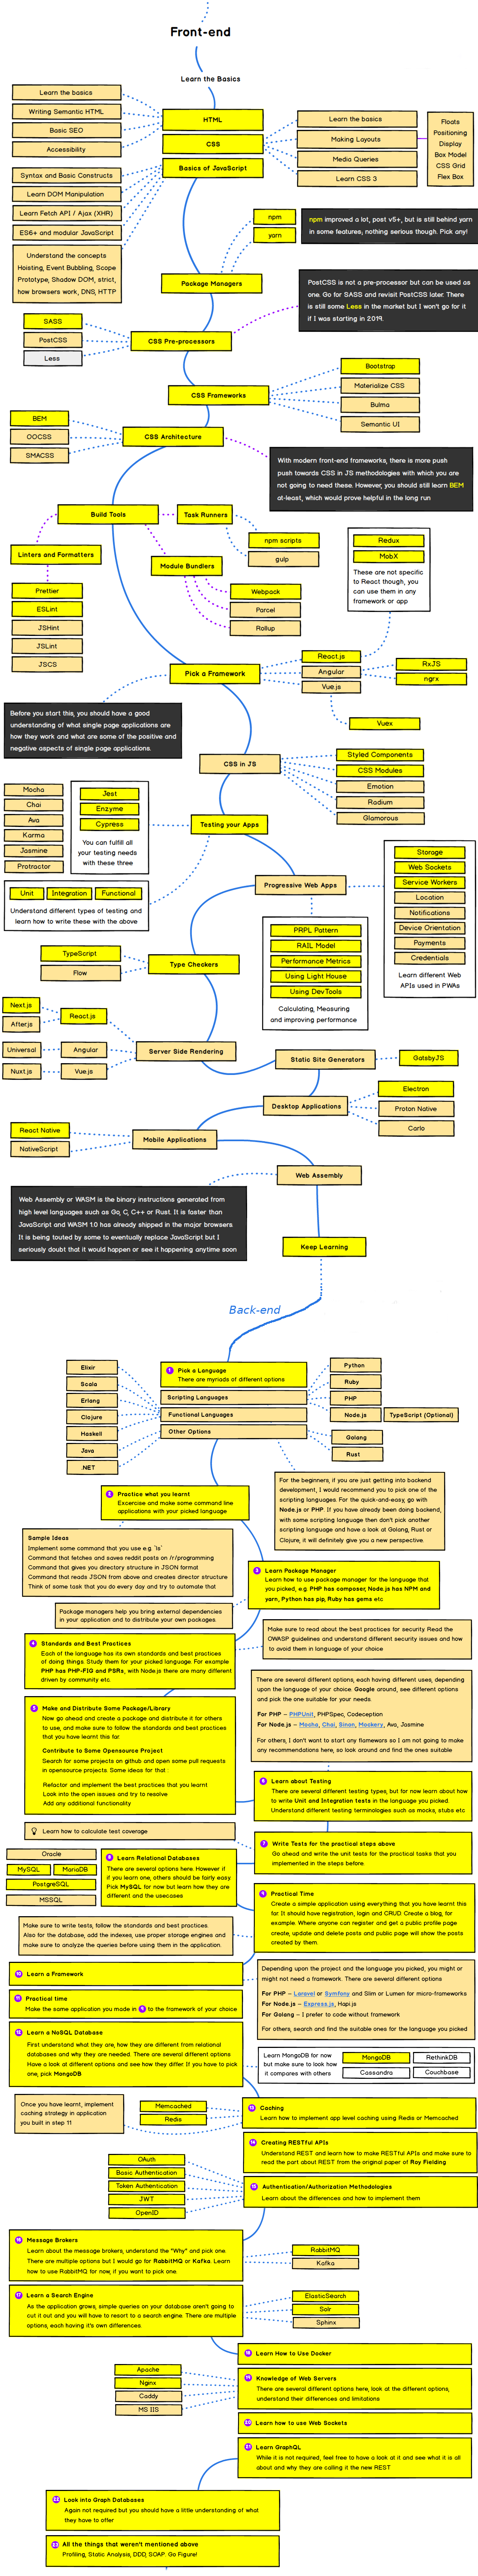 Front-end
Learn the Basics
HTML
CSS
Basics of JavaScript
Learn the basics
Writing Semantic HTML
Basic SEO
Accessibility
Learn the basics
Making Layouts
Media Queries
Learn CSS 3
Floats
Positioning
Display
Box Model
CSS Grid
Flex Box
Syntax and Basic Constructs
Learn DOM Manipulation
Learn Fetch API / Ajax (XHR)
ES6+ and modular JavaScript
Understand the concepts
Hoisting, Event Bubbling, Scope
Prototype, Shadow DOM, strict,
how browsers work, DNS, HTTP
npm
yarn
npm improved a lot, post v5+, but is still behind yarn
in some features; nothing serious though. Pick any!
Package Managers
PostCSS is not a pre-processor but can be used as
one. Go for SASS and revisit PostCSS later. There
is still some Less in the market but I won't go for it
if I was starting in 2019.
SASS
PostCSS
Less
CSS Pre-processors
CSS Frameworks
Bootstrap
Materialize CSS
Bulma
Semantic UI
BEM
OOCSS
SMACSS
CSS Architecture
With modern front-end frameworks, there is more push
push towards CSS in JS methodologies with which you are
not going to need these. However, you should still learn BEM
at-least, which would prove helpful in the long run
Build Tools
Task Runners
npm scripts
gulp
Linters and Formatters
Module Bundlers
Prettier
ESLint
JSHint
JSLint
JSCS
Webpack
Parcel
Rollup
Redux
MobX
These are not specific
to React though, you
can use them in any
framework or app
Pick a Framework
React.js
Angular
Vue.js
RxJS
ngrx
Vuex
Before you start this, you should have a good
understanding of what single page applications are
how they work and what are some of the positive and
negative aspects of single page applications.
CSS in JS
Styled Components
CSS Modules
Emotion
Radium
Glamorous
Mocha
Chai
Ava
Karma
Jasmine
Protractor
Jest
Enzyme
Cypress
You can fulfill all
your testing needs
with these three
Testing your Apps
Unit
Integration
Functional
Understand different types of testing and
learn how to write these with the above
Progressive Web Apps
Storage
Web Sockets
Service Workers
Location
Notifications
Device Orientation
Payments
Credentials
Learn different Web
APIs used in PWAs
PRPL Pattern
RAIL Model
Performance Metrics
Using Light House
Using DevTools
Calculating, Measuring
and improving performance
TypeScript
Flow
Type Checkers
Next.js
After.js
React.js
Universal
Angular
Nuxt.js
Vue.js
Server Side Rendering
Static Site Generators
GatsbyJS
Desktop Applications
Electron
Proton Native
Carlo
React Native
NativeScript
Mobile Applications
Web Assembly
Web Assembly or WASM is the binary instructions generated from
high level languages such as Go, C, C++ or Rust. It is faster than
JavaScript and WASM 1.0 has already shipped in the major browsers.
It is being touted by some to eventually replace JavaScript but I
seriously doubt that it would happen or see it happening anytime soon
Keep Learning
Back-end
1 Pick a Language
There are myriads of different options
Scripting Languages
Functional Languages
Other Options
Elixir
Scala
Erlang
Clojure
Haskell
Java
.NET
Python
Ruby
PHP
Node.js
TypeScript (Optional)
Golang
Rust
For the beginners, if you are just getting into backend
development, I would recommend you to pick one of the
scripting languages. For the quick-and-easy, go with
Node.js or PHP. If you have already been doing backend,
with some scripting language then don't pick another
scripting language and have a look at Golang, Rust or
Clojure, it will definitely give you a new perspective.
2 Practice what you learnt
Excercise and make some command line
applications with your picked language
Sample Ideas
Implement some command that you use e.g. 'ls'
Command that fetches and saves reddit posts on /r/programming
Command that gives you directory structure in JSON format
Command that reads JSON from above and creates director structure
Think of some task that you do every day and try to automate that
3 Learn Package Manager
Learn how to use package manager for the language that
you picked, e.g. PHP has composer, Node.js has NPM and
yarn, Python has pip, Ruby has gems etc
Package managers help you bring external dependencies
in your application and to distribute your own packages
Make sure to read about the best practices for security. Read the
OWASP guidelines and understand different security issues and how
to avoid them in your language of choice
4 Standards and Best Practices
Each of the language has its own standards and best practices
of doing things. Study them for your picked language. For example
PHP has PHP-FIG and PSRs, with Node.js there are many different
driven by community etc.
There are several different options, each having different uses, depending
upon the language of your choice. Google around, see different options
and pick the one suitable for your needs.
For PHP – PHPUnit, PHPSpec, Codeception
For Node.js – Mocha, Chai, Sinon, Mockery, Ava, Jasmine
For others, I don't want to start any flamewars so I am not going to make
any recommendations here, so look around and find the ones suitable
5 Make and Distribute Some Package/Library
Now go ahead and create a package and distribute it for others
to use, and make sure to follow the standards and best practices
that you have learnt this far.
Contribute to Some Opensource Project
Search for some projects on github and open some pull requests
in opensource projects. Some ideas for that :
Refactor and implement the best practices that you learnt
Look into the open issues and try to resolve
Add any additional functionality
6 Learn about Testing
There are several different testing types, but for now learn about how
to write Unit and Integration tests in the language you picked.
Understand different testing terminologies such as mocks, stubs etc
Learn how to calculate test coverage
7 Write Tests for the practical steps above
Go ahead and write the unit tests for the practical tasks that you
implemented in the steps before.
Oracle
MySQL
MariaDB
PostgreSQL
MSSQL
8 Learn Relational Databases
There are several options here. However if
if you learn one, others should be fairly easy.
Pick MySQL for now but learn how they are
different and the usecases
9 Practical Time
Create a simple application using everything that you have learnt this
far. It should have registration, login and CRUD. Create a blog, for
example. Where anyone can register and get a public profile page
create, update and delete posts and public page will show the posts
created by them.
Make sure to write tests, follow the standards and best practices.
Also for the database, add the indexes, use proper storage engines and
make sure to analyze the queries before using them in the application.
10 Learn a Framework
Depending upon the project and the language you picked, you might or
might not need a framework. There are several different options
For PHP – Laravel or Symfony and Slim or Lumen for micro-frameworks
For Node.js – Express.js, Hapi.js
For Golang – I prefer to code without framework
For others, search and find the suitable ones for the language you picked
11 Practical time
Make the same application you made in 9 to the framework of your choice
12 Learn a NoSQL Database
First understand what they are, how they are different from relational
databases and why they are needed. There are several different options
Have a look at different options and see how they differ. If you have to pick
one, pick MongoDB
Learn MongoDB for now
but make sure to look how
it compares with others
MongoDB
RethinkDB
Cassandra
Couchbase
Once you have learnt, implement
caching strategy in application
you built in step 11
Memcached
Redis
13 Caching
Learn how to implement app level caching using Redis or Memcached
14 Creating RESTful APIs
Understand REST and learn how to make RESTful APIs and make sure to
read the part about REST from the original paper of Roy Fielding
OAuth
Basic Authentication
Token Authentication
JWT
OpenID
15 Authentication/Authorization Methodologies
Learn about the differences and how to implement them
16 Message Brokers
Learn about the message brokers, understand the "Why" and pick one.
There are multiple options but I would go for RabbitMQ or Kafka. Learn
how to use RabbitMQ for now, if you want to pick one.
RabbitMQ
Kafka
17 Learn a Search Engine
As the application grows, simple queries on your database aren't going to
cut it out and you will have to resort to a search engine. There are multiple
options, each having it's own differences.
ElasticSearch
Solr
Sphinx
18 Learn How to Use Docker
Apache
Nginx
Caddy
MS IIS
19 Knowledge of Web Servers
There are several different options here, look at the different options,
understand their differences and limitations
20 Learn how to use Web Sockets
21 Learn GraphQL
While it is not required, feel free to have a look at it and see what it is all
about and why they are calling it the new REST
22 Look into Graph Databases
Again not required but you should have a little understanding of what
they have to offer
23 All the things that weren't mentioned above
Profiling, Static Analysis, DDD, SOAP. Go Figure!